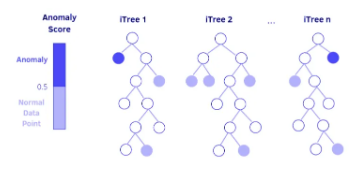 Anomaly
Score
iTree 1
iTree 2
...
iTree n
Anomaly
0.5
Normal
Data
Point